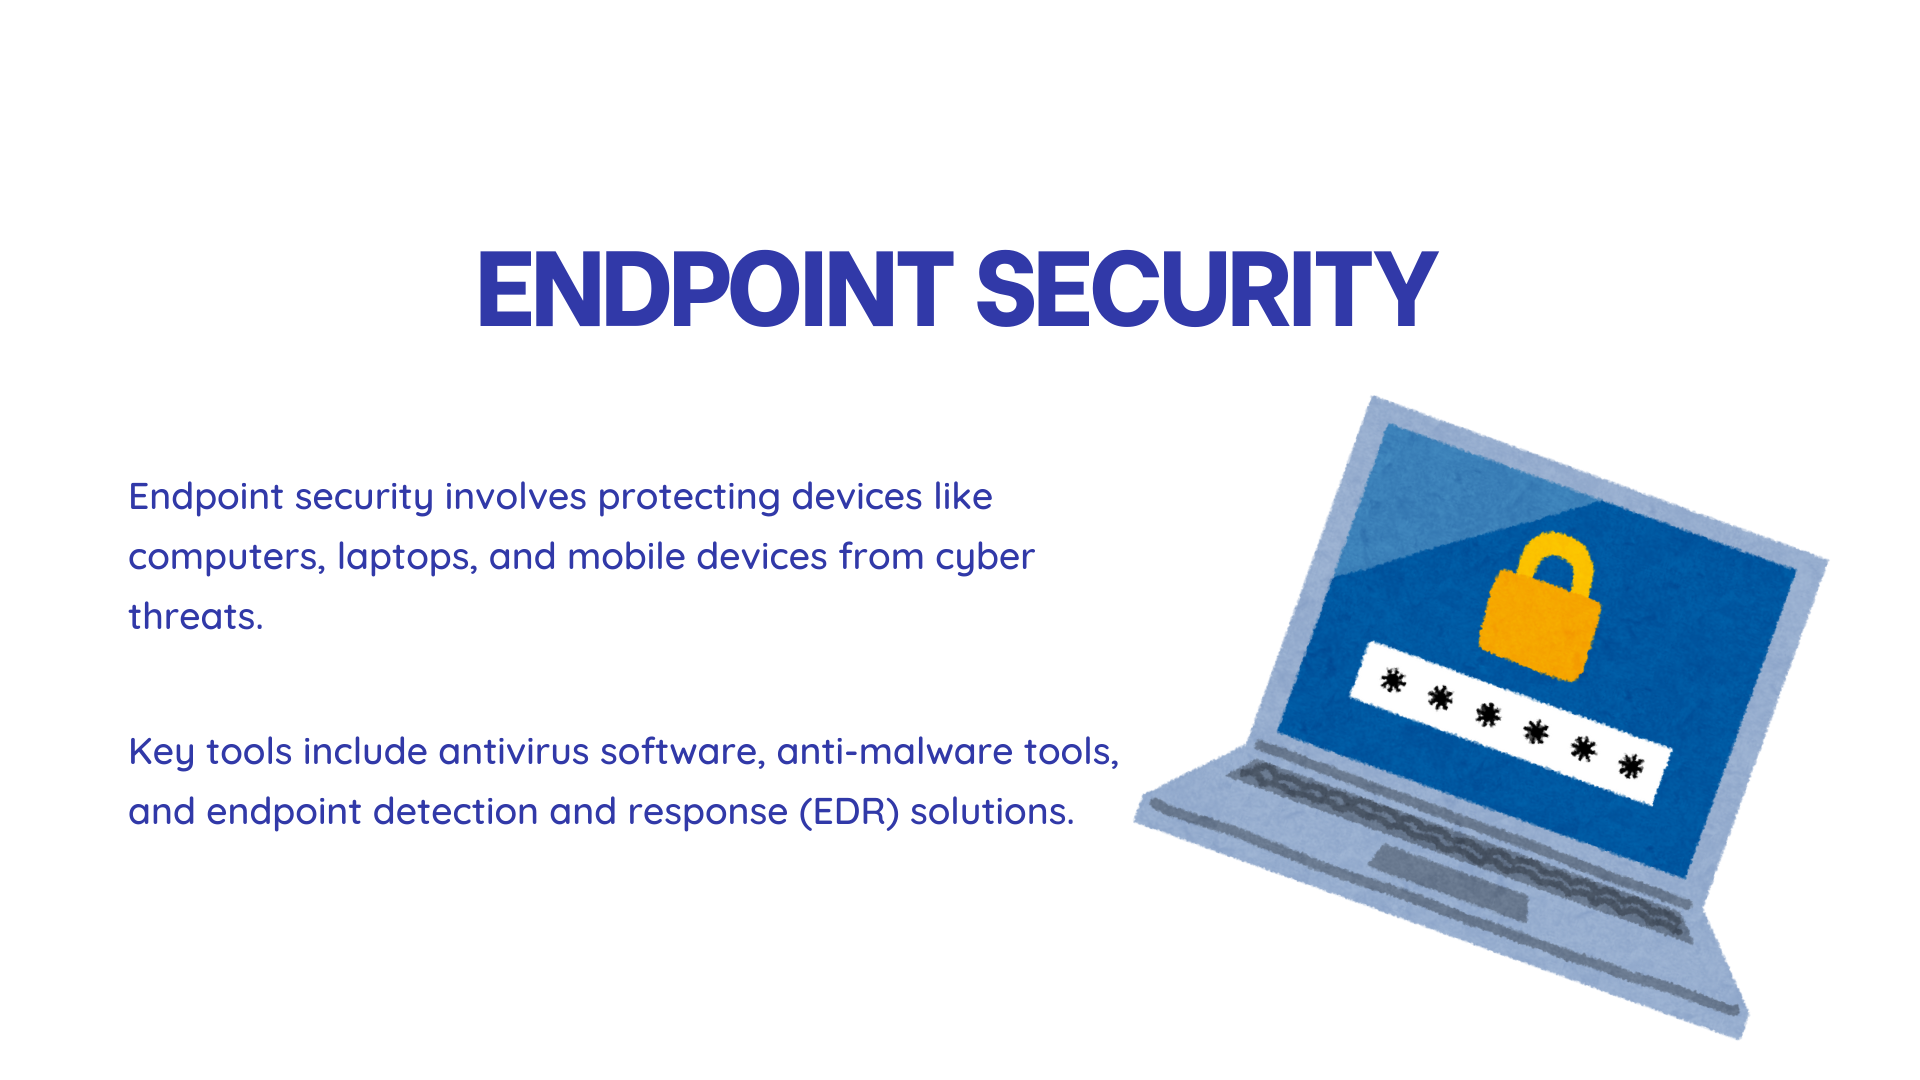 ENDPOINT SECURITY
Endpoint security involves protecting devices like
computers, laptops, and mobile devices from cyber
threats.
Key tools include antivirus software, anti-malware tools,
and endpoint detection and response (EDR) solutions.
******